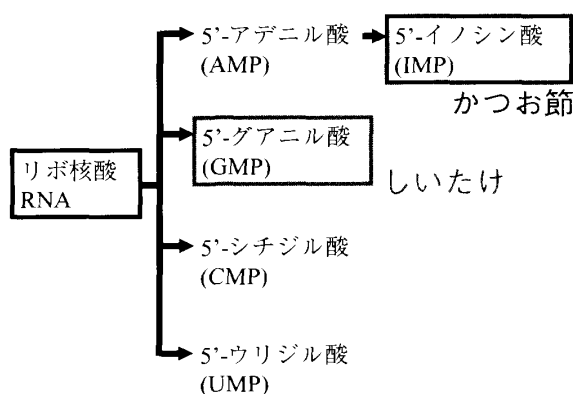 5’-アデニル酸
(AMP)
5’-イノシン酸
(IMP)
かつお節
5’-グアニル酸
(GMP)
しいたけ
リボ核酸
RNA
5’-シチジル酸
(CMP)
5’-ウリジル酸
(UMP)